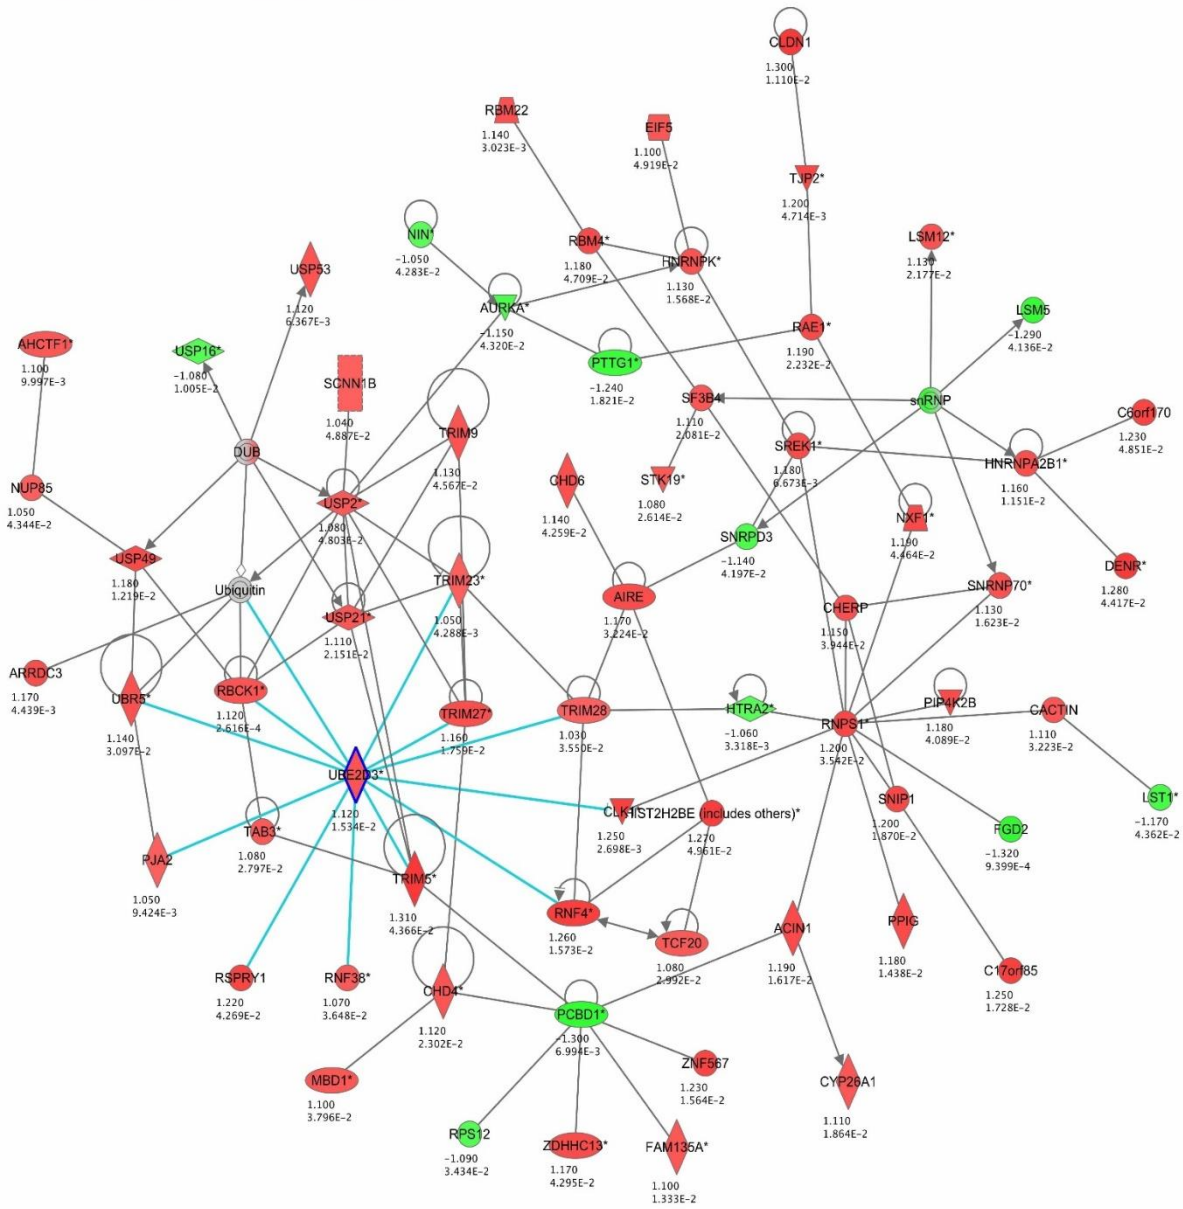 CLDN1
1.300
1.110E-2
RBM22
1.140
3.023E-3
EIF5
1.100
4.919E-2
TJP2*
1.200
4.714E-3
NIN*
-1.050
4.283E-2
RBM4*
1.180
4.709E-2
HNRNPK*
1.130
1.568E-2
LSM12*
1.130
2.177E-2
USP53
1.120
6.367E-3
AURKA*
-1.150
4.320E-2
LSM5
-1.290
4.136E-2
RAE1*
1.190
2.232E-2
AHCTF1*
1.100
9.997E-3
USP16*
-1.080
1.005E-2
SCNN1B
1.040
4.887E-2
PTTG1*
-1.240
1.821E-2
SF3B4
1.110
2.081E-2
snRNP
C6orf170
1.230
4.851E-2
TRIM9
1.130
4.567E-2
SREK1*
1.180
6.673E-3
DUB
HNRNPA2B1*
1.160
1.151E-2
NUP85
1.050
4.344E-2
CHD6
1.140
4.259E-2
STK19*
1.080
2.614E-2
USP2*
1.080
4.803E-2
NXF1*
1.190
4.464E-2
SNRPD3
-1.140
4.197E-2
USP49
1.180
1.219E-2
DENR*
1.280
4.417E-2
Ubiquitin
TRIM23*
1.050
4.288E-3
SNRNP70*
1.130
1.623E-2
AIRE
1.170
3.224E-2
CHERP
1.150
3.944E-2
USP21*
1.110
2.151E-2
ARRDC3
1.170
4.439E-3
UBR5*
1.140
3.097E-2
RBCK1*
1.120
2.616E-4
TRIM27*
1.160
1.759E-2
TRIM28
1.030
3.550E-2
HTRA2*
-1.060
3.318E-3
PIP4K2B
1.180
4.089E-2
CACTIN
1.110
3.223E-2
RNPS1*
1.200
3.542E-2
UBE2D3*
1.120
1.534E-2
SNIP1
1.200
1.870E-2
LST1*
-1.170
4.362E-2
HIST2H2BE (includes others)*
1.270
4.961E-2
1.250
2.698E-3
FGD2
-1.320
9.399E-4
TAB3*
1.080
2.797E-2
PJA2
1.050
9.424E-3
TRIM5*
1.310
4.366E-2
RNF4*
1.260
1.573E-2
TCF20
1.080
2.992E-2
ACIN1
1.190
1.617E-2
PPIG
1.180
1.438E-2
C17orf85
1.250
1.728E-2
RSPRY1
1.220
4.269E-2
RNF38*
1.070
3.648E-2
CHD4*
1.120
2.302E-2
PCBD1*
-1.300
6.994E-3
ZNF567
1.230
1.564E-2
MBD1*
1.100
3.796E-2
CYP26A1
1.110
1.864E-2
RPS12
-1.090
3.434E-2
ZDHHC13*
1.170
4.295E-2
FAM135A*
1.100
1.333E-2